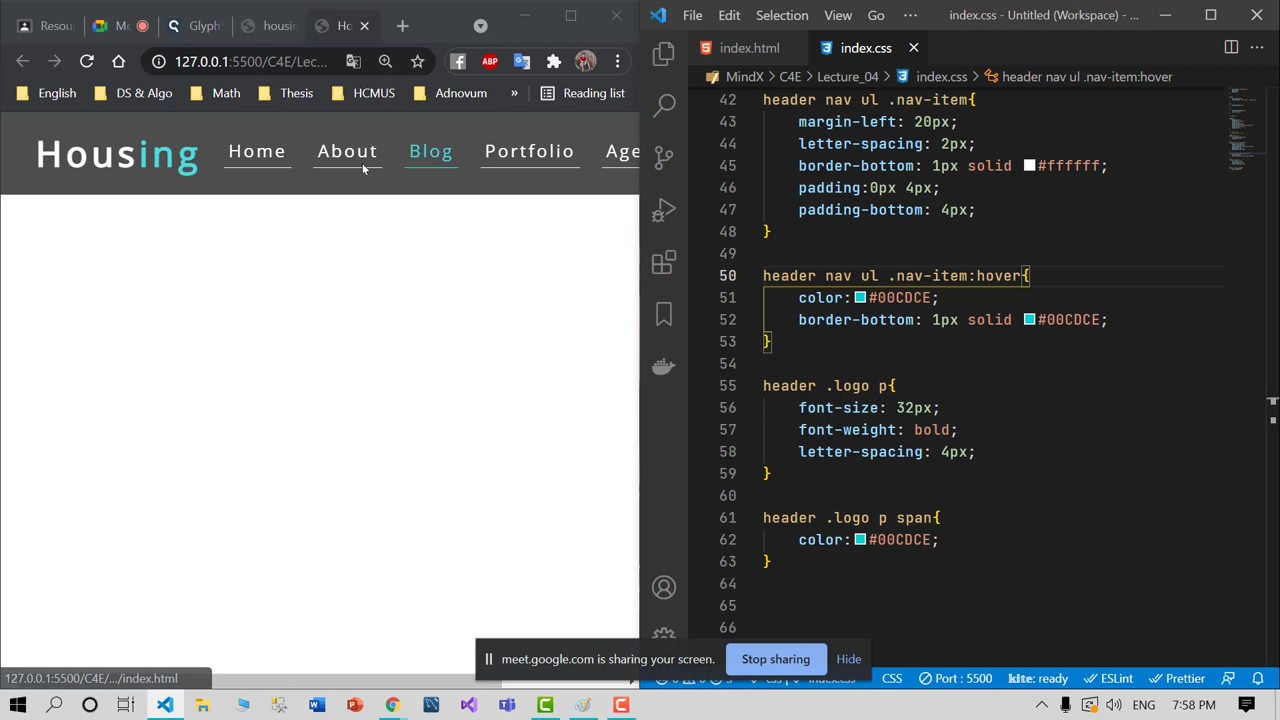 Resour
Me
GlyphS
housin
Ho
File
Edit
Selection
View
Go
index.css - Untitled (Workspace) - ...
127.0.0.1:5500/C4E/Lec...
index.html
index.css
English
DS & Algo
Math
Thesis
HCMUS
Adnovum
»
Reading list
MindX > C4E > Lecture_04 > index.css > header nav ul .nav-item:hover
Housing
Home
About
Blog
Portfolio
Age
42 header nav ul .nav-item{
43 margin-left: 20px;
44 letter-spacing: 2px;
45 border-bottom: 1px solid #ffffff;
46 padding:0px 4px;
47 padding-bottom: 4px;
48 }
49
50 header nav ul .nav-item:hover{
51 color:#00CDCE;
52 border-bottom: 1px solid #00CDCE;
53 }
54
55 header .logo p{
56 font-size: 32px;
57 font-weight: bold;
58 letter-spacing: 4px;
59 }
60
61 header .logo p span{
62 color:#00CDCE;
63 }
64
65
66
meet.google.com is sharing your screen.
Stop sharing
Hide
127.0.0.1:5500/C4E/.../index.html
CSS
Port : 5500
ready
ESLint
Prettier
ENG
7:58 PM